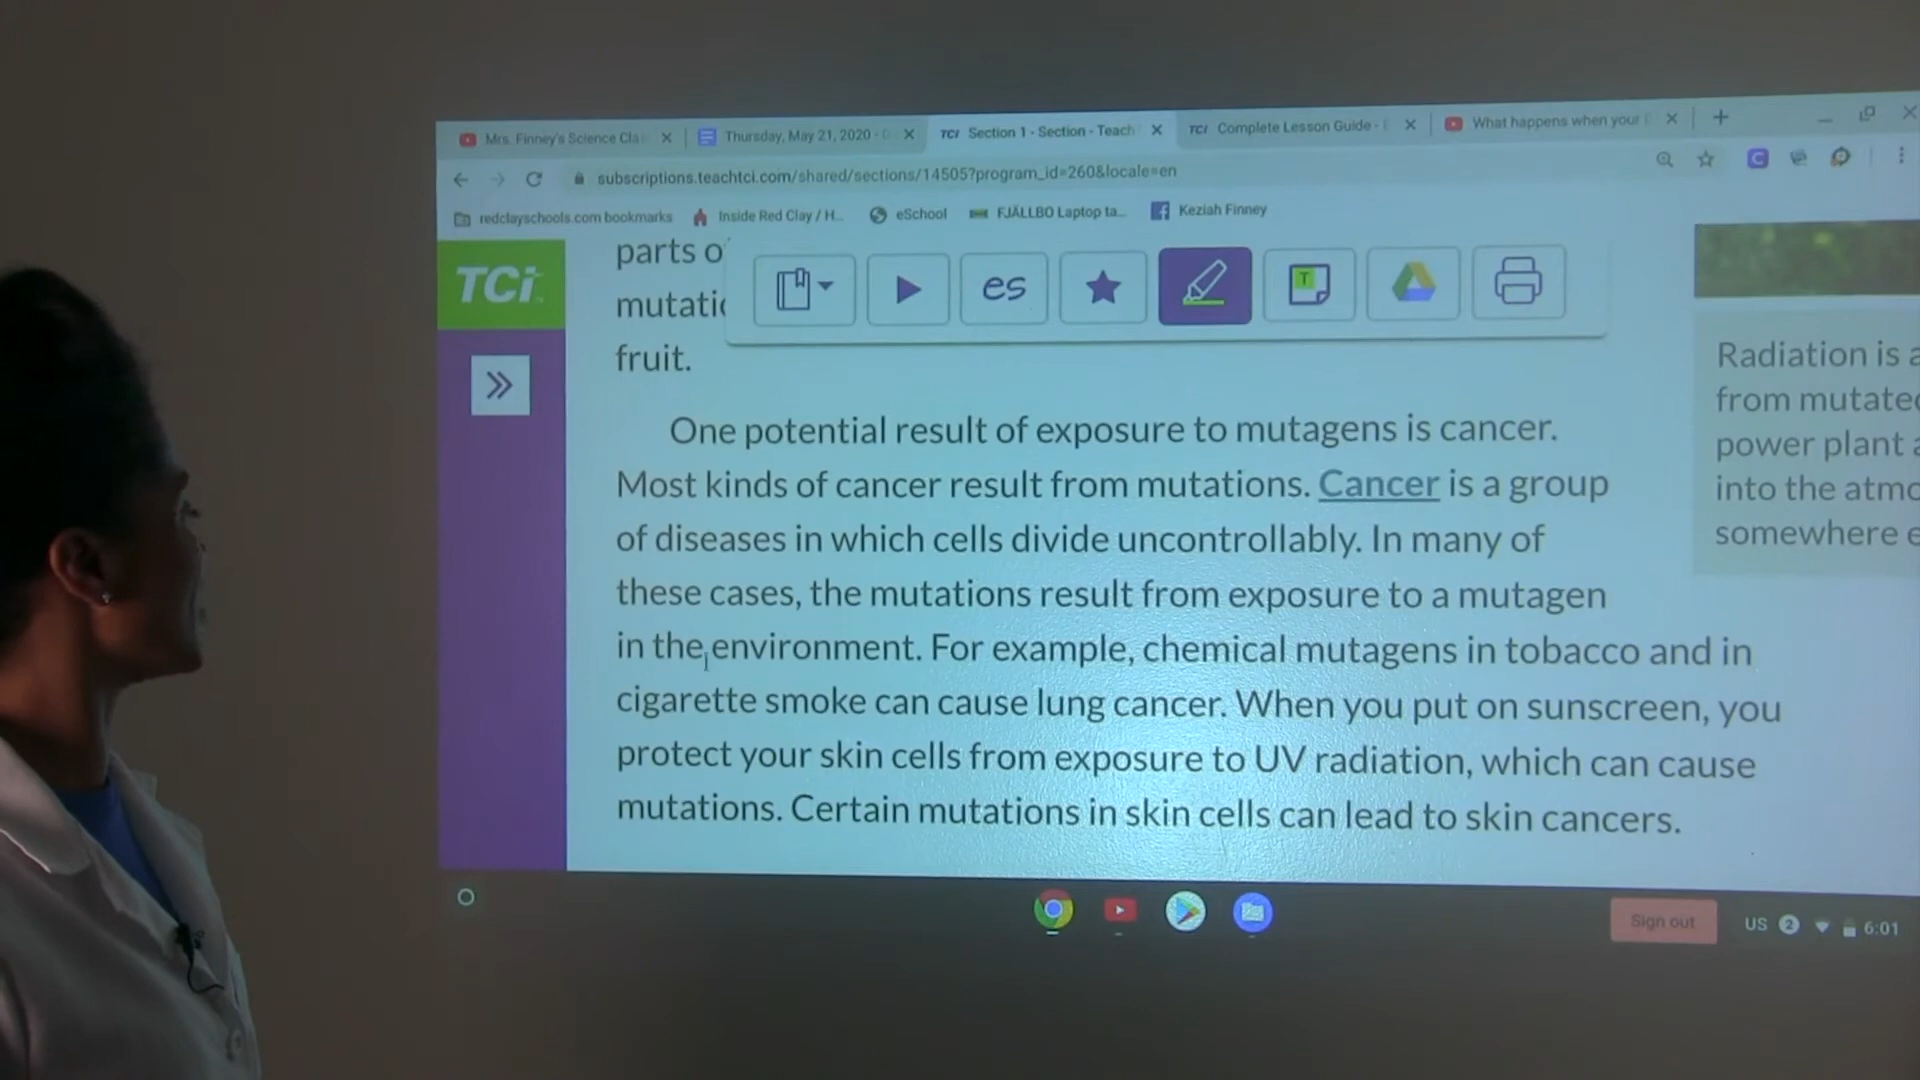 Mrs. Finney's Science Cla
Thursday, May 21, 2020 -
TCi Section 1 - Section - Teach
TCi Complete Lesson Guide -
What happens when your
subscriptions.teachtci.com/shared/sections/14505?program_id=260&locale=en
redclayschools.com bookmarks
Inside Red Clay / H...
eSchool
FJÄLLBO Laptop ta...
Keziah Finney
TCi
es
T
parts o
mutatio
fruit.
One potential result of exposure to mutagens is cancer.
Most kinds of cancer result from mutations. Cancer is a group
of diseases in which cells divide uncontrollably. In many of
these cases, the mutations result from exposure to a mutagen
in the environment. For example, chemical mutagens in tobacco and in
cigarette smoke can cause lung cancer. When you put on sunscreen, you
protect your skin cells from exposure to UV radiation, which can cause
mutations. Certain mutations in skin cells can lead to skin cancers.
Radiation is a
from mutated
power plant a
into the atmo
somewhere e
Sign out
US 2 6:01